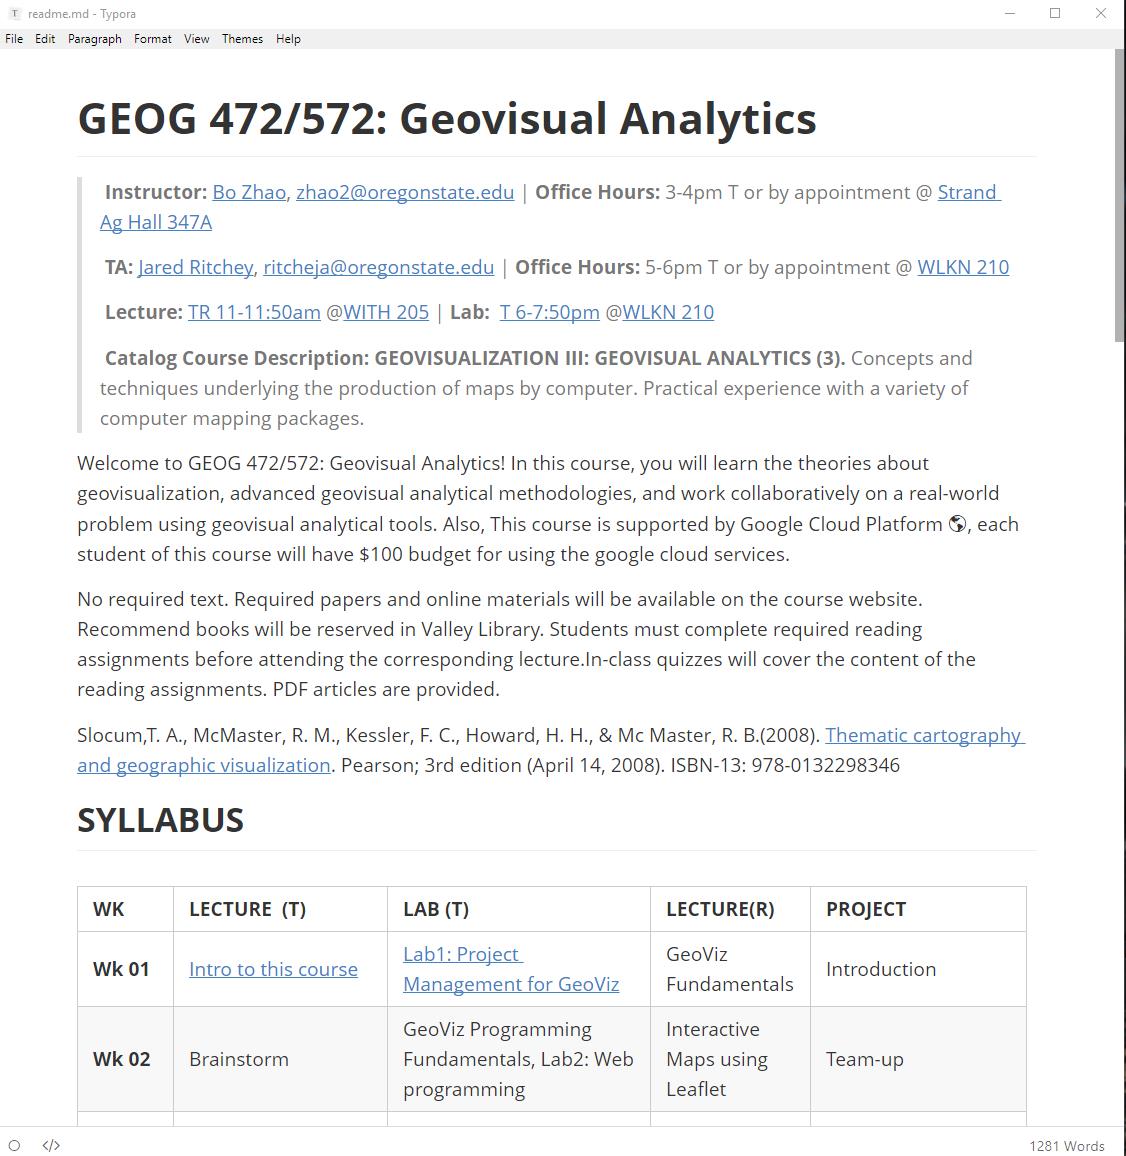 readme.md - Typora
File Edit Paragraph Format View Themes Help
GEOG 472/572: Geovisual Analytics
Instructor: Bo Zhao, zhao2@oregonstate.edu | Office Hours: 3-4pm T or by appointment @ Strand
Ag Hall 347A
TA: Jared Ritchey, ritcheja@oregonstate.edu | Office Hours: 5-6pm T or by appointment @ WLKN 210
Lecture: TR 11-11:50am @WITH 205 | Lab: T 6-7:50pm @WLKN 210
Catalog Course Description: GEOVISUALIZATION III: GEOVISUAL ANALYTICS (3). Concepts and
techniques underlying the production of maps by computer. Practical experience with a variety of
computer mapping packages.
Welcome to GEOG 472/572: Geovisual Analytics! In this course, you will learn the theories about
geovisualization, advanced geovisual analytical methodologies, and work collaboratively on a real-world
problem using geovisual analytical tools. Also, This course is supported by Google Cloud Platform 🌎, each
student of this course will have $100 budget for using the google cloud services.
No required text. Required papers and online materials will be available on the course website.
Recommend books will be reserved in Valley Library. Students must complete required reading
assignments before attending the corresponding lecture.In-class quizzes will cover the content of the
reading assignments. PDF articles are provided.
Slocum,T. A., McMaster, R. M., Kessler, F. C., Howard, H. H., & Mc Master, R. B.(2008). Thematic cartography
and geographic visualization. Pearson; 3rd edition (April 14, 2008). ISBN-13: 978-0132298346
SYLLABUS
WK LECTURE (T) LAB (T) LECTURE(R) PROJECT
Wk 01
Intro to this course
Lab1: Project
Management for GeoViz
GeoViz
Fundamentals
Introduction
Wk 02
Brainstorm
GeoViz Programming
Fundamentals, Lab2: Web
programming
Interactive
Maps using
Leaflet
Team-up
</> 1281 Words